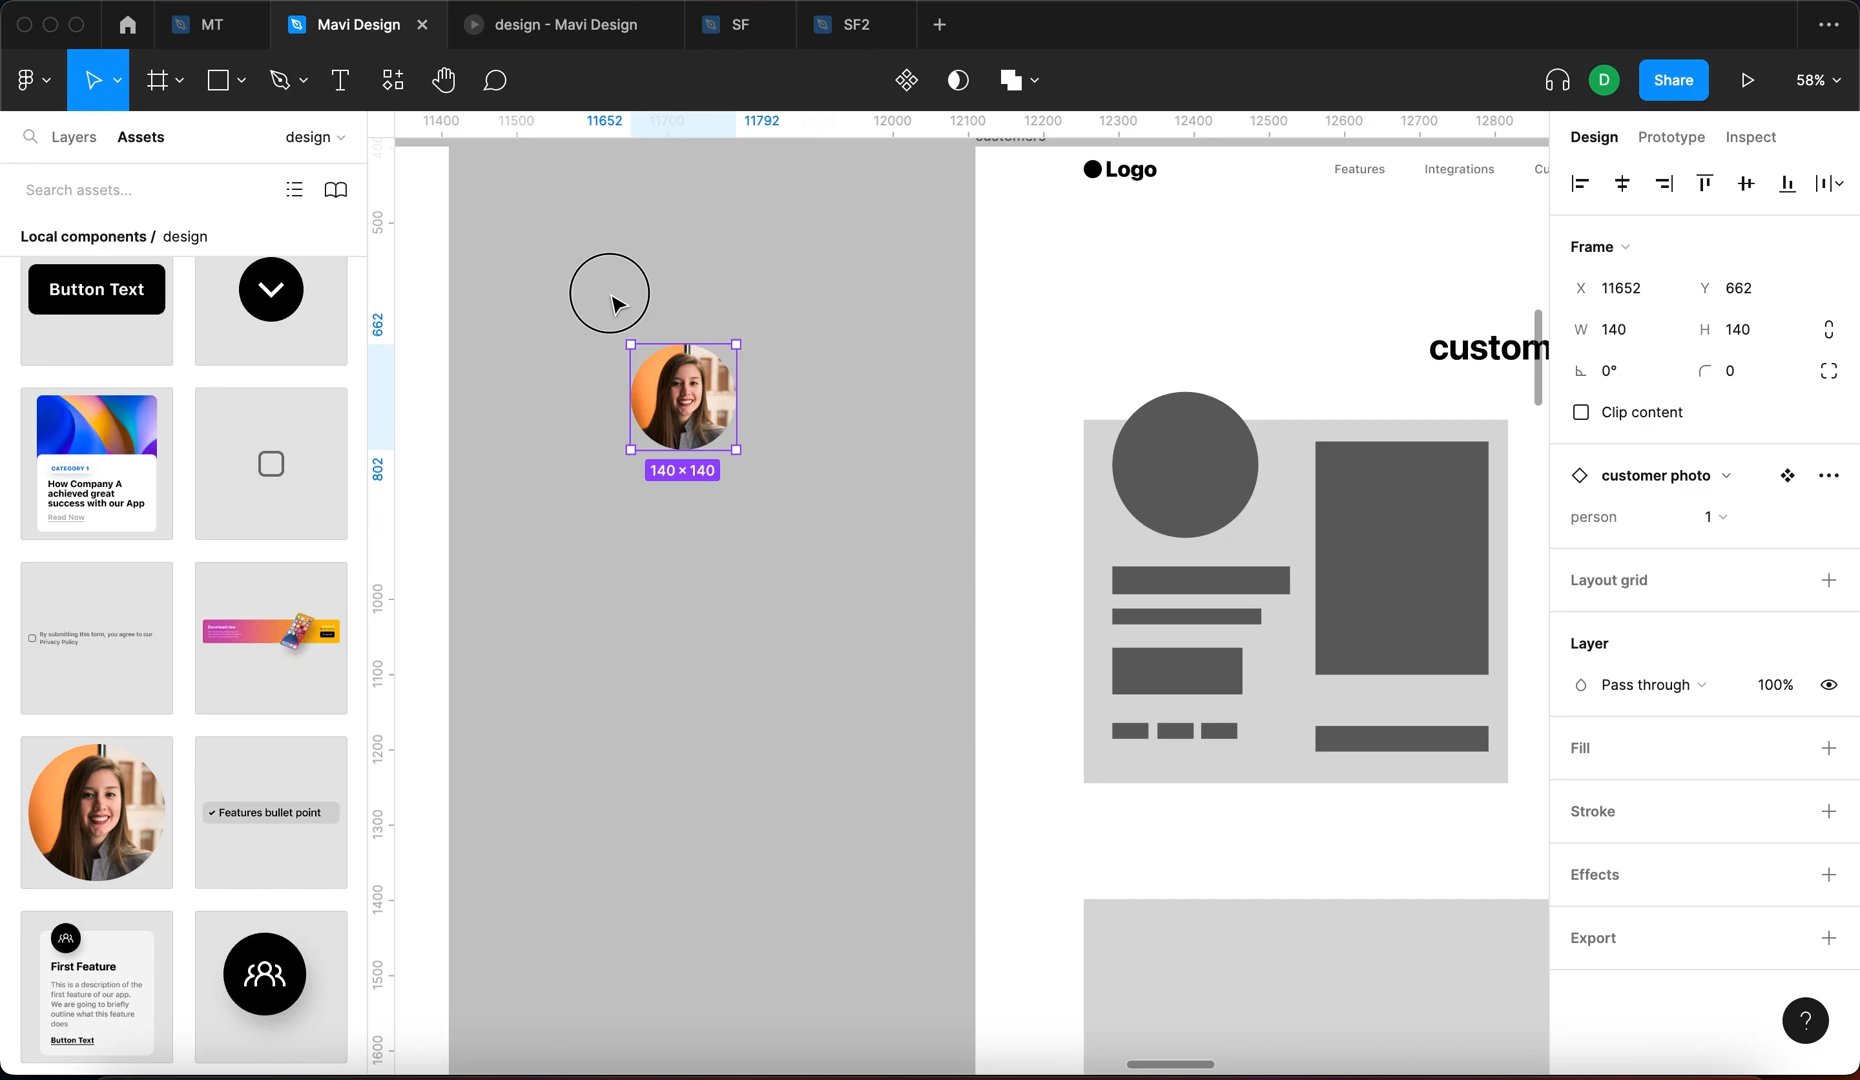 MT
Mavi Design
design - Mavi Design
SF
SF2
Share
58%
D
Layers
Assets
design
Search assets...
Local components / design
Button Text
CATEGORY 1
How Company A
achieved great
success with our App
Read Now
By submitting this form, you agree to our
Privacy Policy
Download now
✓ Features bullet point
First Feature
This is a description of the
first feature of our app.
We are going to briefly
outline what this feature
does
Button Text
11400
11500
11652
11700
11792
12000
12100
12200
12300
12400
12500
12600
12700
12800
400
500
662
802
1000
1100
1200
1300
1400
1500
1600
customers
Logo
Features
Integrations
Cu
custom
140 × 140
Design
Prototype
Inspect
Frame
X 11652
Y 662
W 140
H 140
0°
0
Clip content
customer photo
person
1
Layout grid
Layer
Pass through
100%
Fill
Stroke
Effects
Export
?